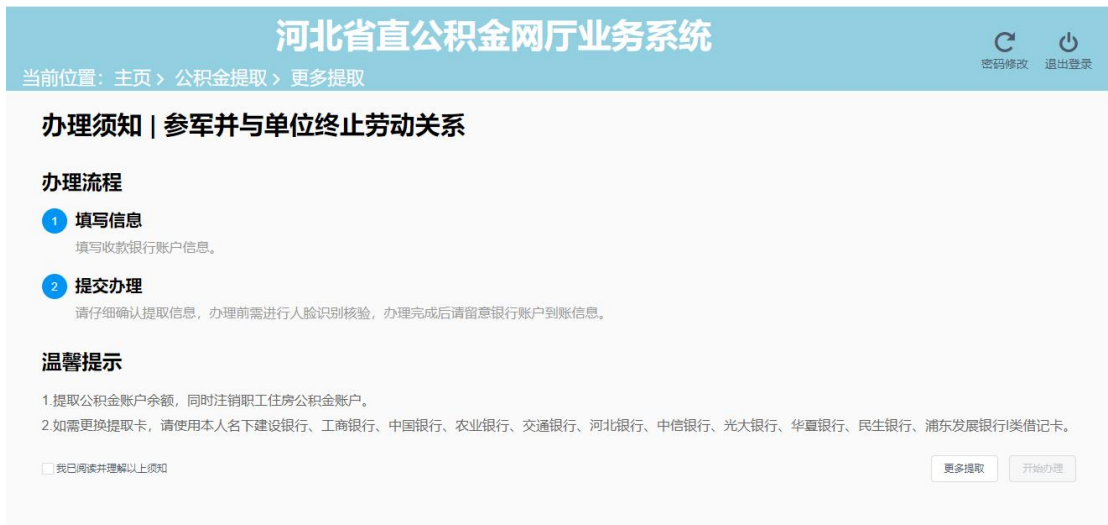 河北省直公积金网厅业务系统
密码修改 退出登录
当前位置：主页 > 公积金提取 > 更多提取
办理须知 | 参军并与单位终止劳动关系
办理流程
1 填写信息
填写收款银行账户信息。
2 提交办理
请仔细确认提取信息，办理前需进行人脸识别核验，办理完成后请留意银行账户到账信息。
温馨提示
1.提取公积金账户余额，同时注销职工住房公积金账户。
2.如需更换提取卡，请使用本人名下建设银行、工商银行、中国银行、农业银行、交通银行、河北银行、中信银行、光大银行、华夏银行、民生银行、浦东发展银行I类借记卡。
我已阅读并理解以上须知 更多提取 开始办理